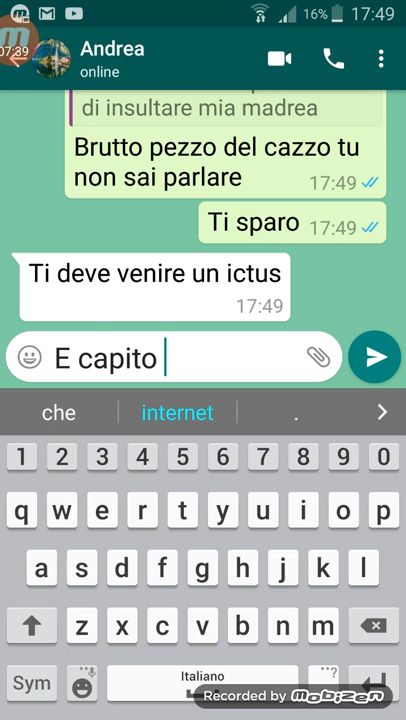 16% 17:49
07:39
Andrea
online
di insultare mia madrea
Brutto pezzo del cazzo tu
non sai parlare
17:49
Ti sparo 17:49
Ti deve venire un ictus
17:49
E capito
che internet .
1 2 3 4 5 6 7 8 9 0
q w e r t y u i o p
a s d f g h j k l
z x c v b n m
Sym Italiano ...?
Recorded by mobizen